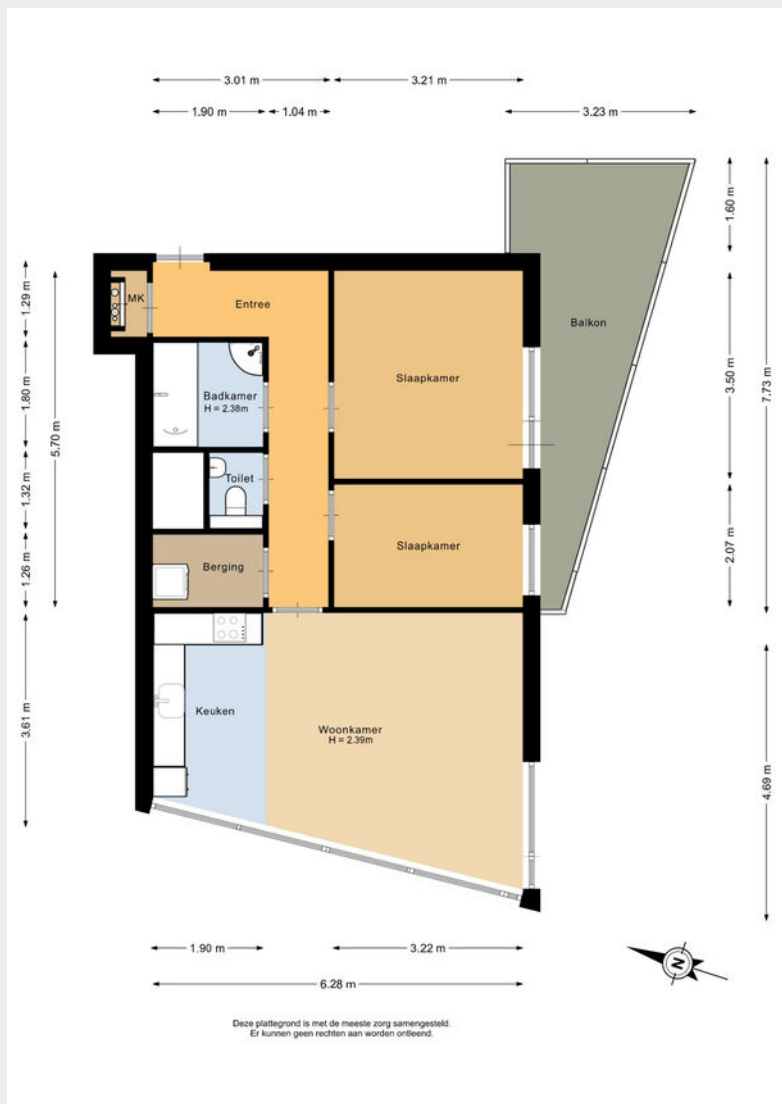 3.01 m
3.21 m
1.90 m
1.04 m
3.23 m
1.60 m
7.73 m
3.50 m
2.07 m
4.69 m
1.29 m
5.70 m
1.80 m
1.32 m
1.26 m
3.61 m
MK
Entree
Balkon
Slaapkamer
Badkamer
H = 2.38m
Toilet
Slaapkamer
Berging
Keuken
Woonkamer
H = 2.39m
1.90 m
3.22 m
6.28 m
N
Deze plattegrond is met de meeste zorg samengesteld.
Er kunnen geen rechten aan worden ontleend.